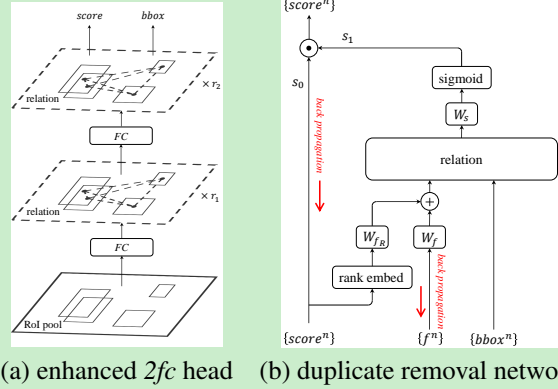 score bbox
relation × r₂
FC
relation × r₁
FC
RoI pool
(a) enhanced 2fc head
{scoreⁿ}
s₁
sigmoid
s₀
Wₛ
back propagation
relation
+
W_{f_R} W_f
rank embed
back propagation
{scoreⁿ} {fⁿ} {bboxⁿ}
(b) duplicate removal netwo